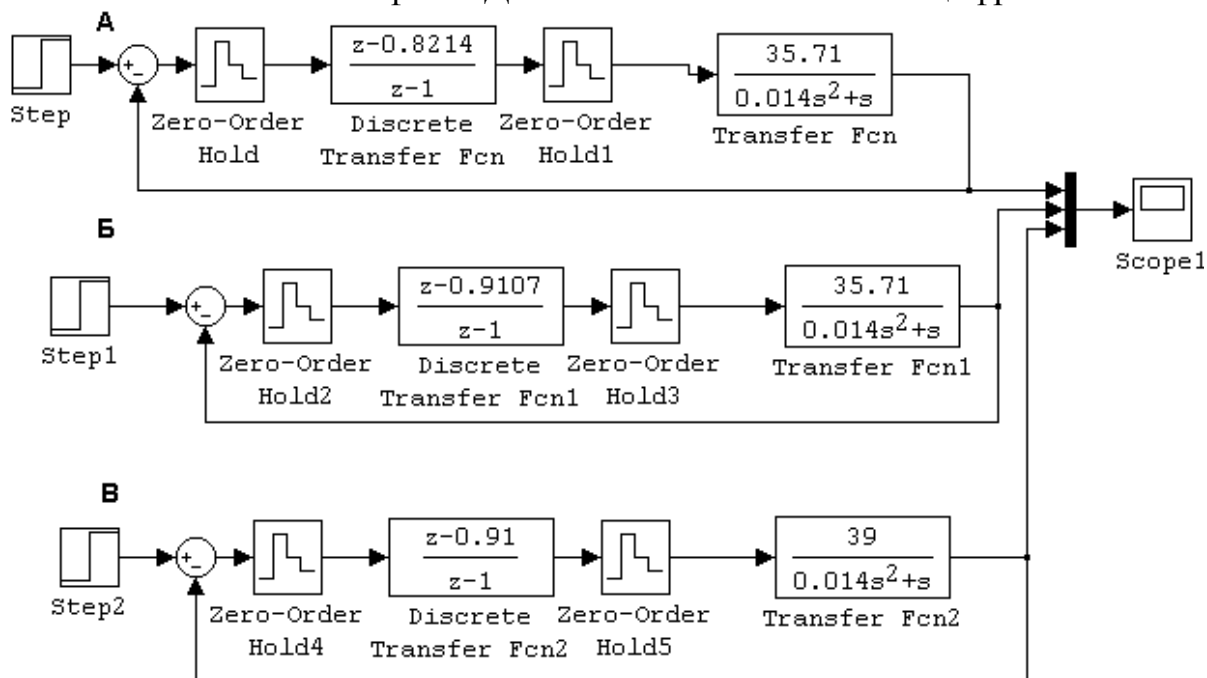 А
z-0.8214
35.71
z-1
0.014s²+s
Step
Zero-Order
Hold
Discrete
Transfer Fcn
Zero-Order
Hold1
Transfer Fcn
Б
z-0.9107
35.71
z-1
0.014s²+s
Scope1
Step1
Zero-Order
Hold2
Discrete
Transfer Fcn1
Zero-Order
Hold3
Transfer Fcn1
В
z-0.91
39
z-1
0.014s²+s
Step2
Zero-Order
Hold4
Discrete
Transfer Fcn2
Zero-Order
Hold5
Transfer Fcn2